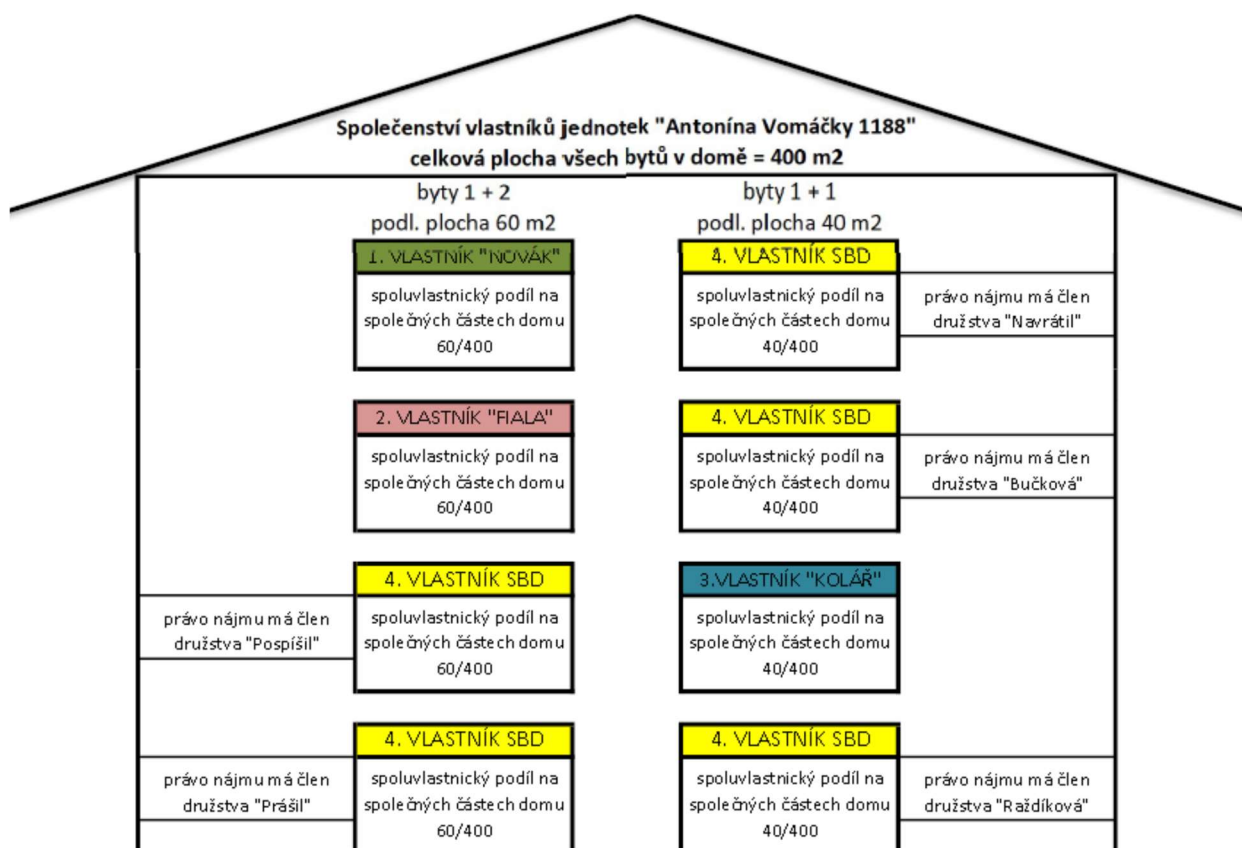 Společenství vlastníků jednotek "Antonína Vomáčky 1188"
celková plocha všech bytů v domě = 400 m2
byty 1 + 2
podl. plocha 60 m2
byty 1 + 1
podl. plocha 40 m2
1. VLASTNÍK "NOVÁK"
spoluvlastnický podíl na
společných částech domu
60/400
4. VLASTNÍK SBD
spoluvlastnický podíl na
společných částech domu
40/400
právo nájmu má člen
družstva "Navrátil"
2. VLASTNÍK "FIALA"
spoluvlastnický podíl na
společných částech domu
60/400
4. VLASTNÍK SBD
spoluvlastnický podíl na
společných částech domu
40/400
právo nájmu má člen
družstva "Bučková"
právo nájmu má člen
družstva "Pospíšil"
4. VLASTNÍK SBD
spoluvlastnický podíl na
společných částech domu
60/400
3.VLASTNÍK "KOLÁŘ"
spoluvlastnický podíl na
společných částech domu
40/400
právo nájmu má člen
družstva "Prášil"
4. VLASTNÍK SBD
spoluvlastnický podíl na
společných částech domu
60/400
4. VLASTNÍK SBD
spoluvlastnický podíl na
společných částech domu
40/400
právo nájmu má člen
družstva "Raždíková"